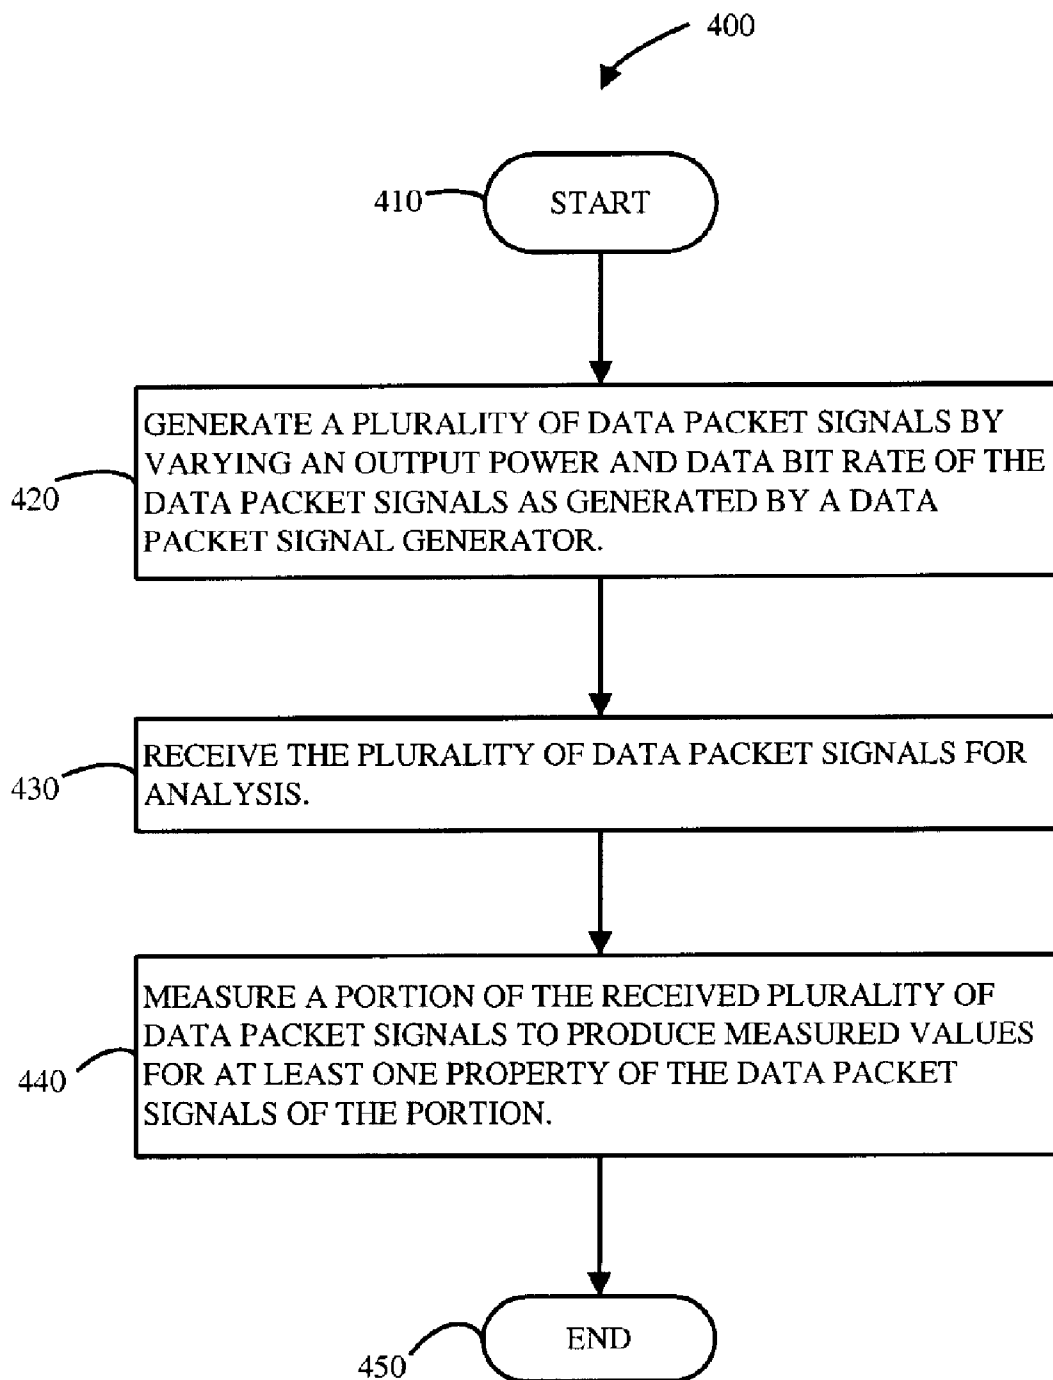 400
410
START
420
GENERATE A PLURALITY OF DATA PACKET SIGNALS BY
VARYING AN OUTPUT POWER AND DATA BIT RATE OF THE
DATA PACKET SIGNALS AS GENERATED BY A DATA
PACKET SIGNAL GENERATOR.
430
RECEIVE THE PLURALITY OF DATA PACKET SIGNALS FOR
ANALYSIS.
440
MEASURE A PORTION OF THE RECEIVED PLURALITY OF
DATA PACKET SIGNALS TO PRODUCE MEASURED VALUES
FOR AT LEAST ONE PROPERTY OF THE DATA PACKET
SIGNALS OF THE PORTION.
450
END